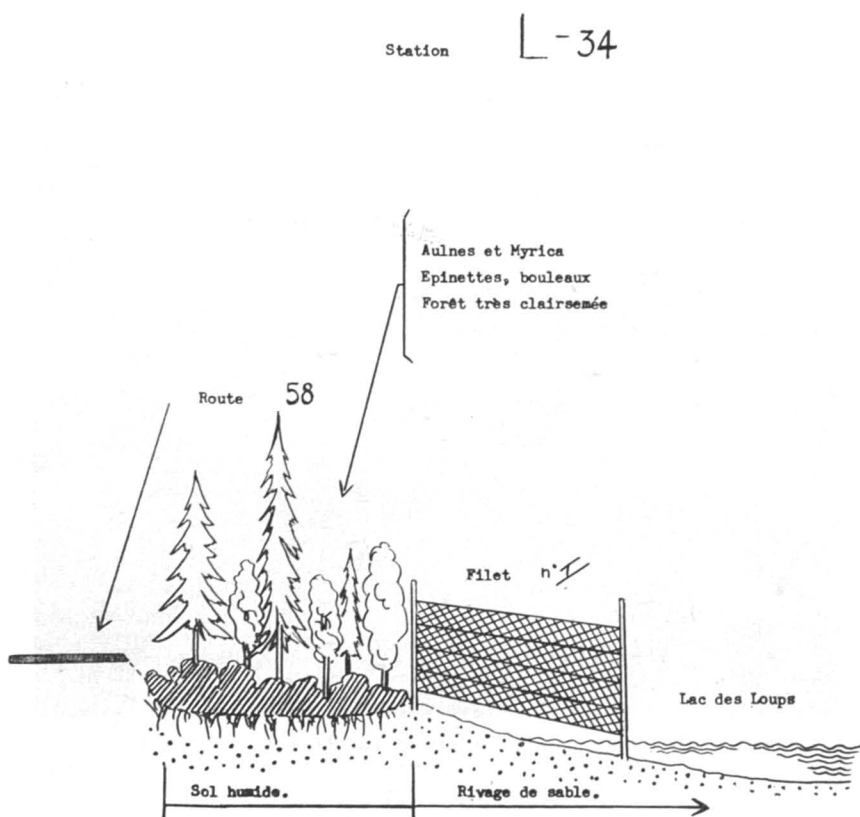 Station L-34
Aulnes et Myrica
Epinettes, bouleaux
Forêt très clairsemée
Route 58
Filet n° I
Lac des Loups
Sol humide.
Rivage de sable.